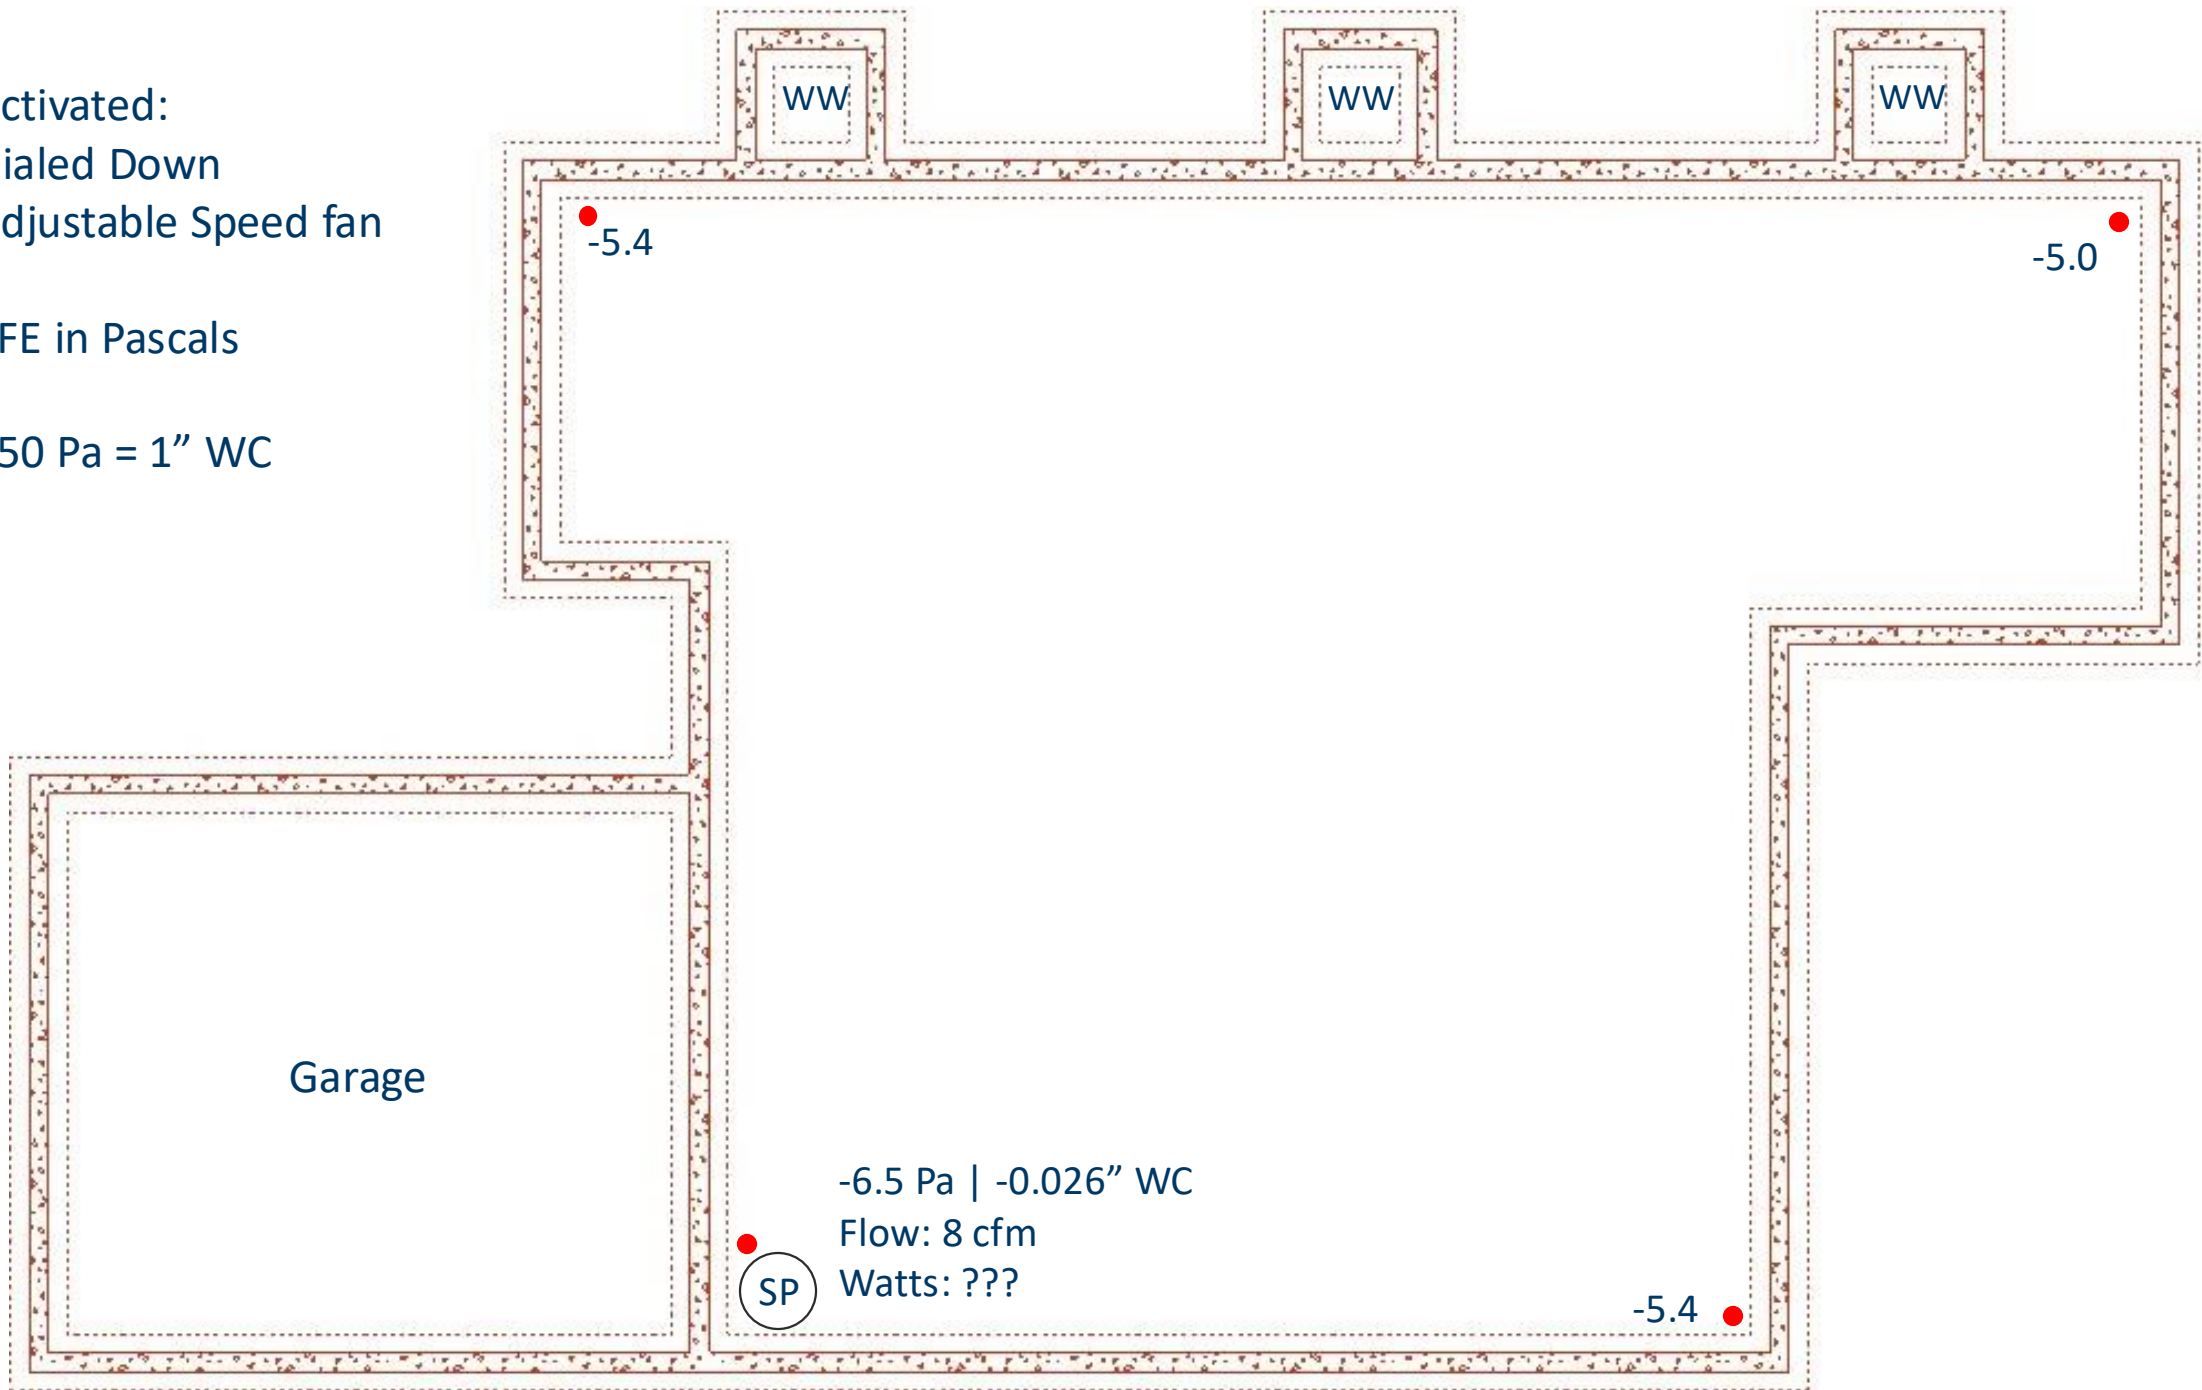 ctivated:
ialed Down
djustable Speed fan
FE in Pascals
50 Pa = 1” WC
WW
WW
WW
-5.4
-5.0
Garage
-6.5 Pa | -0.026” WC
Flow: 8 cfm
Watts: ???
SP
-5.4